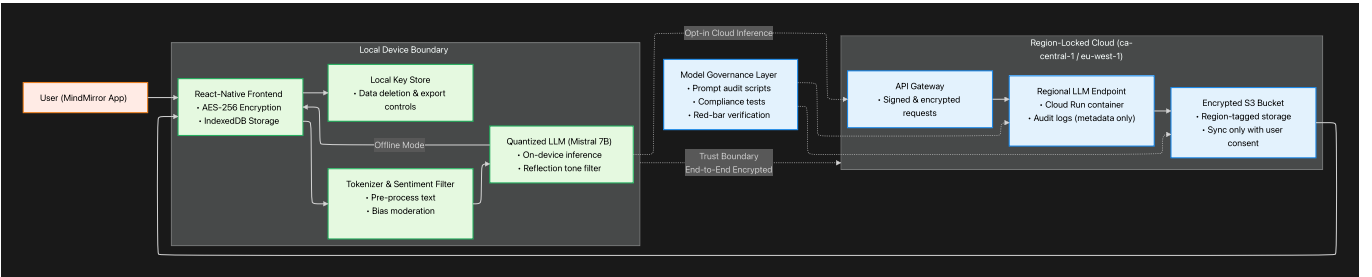 User (MindMirror App)
Local Device Boundary
React-Native Frontend
• AES-256 Encryption
• IndexedDB Storage
Local Key Store
• Data deletion & export
controls
Offline Mode
Tokenizer & Sentiment Filter
• Pre-process text
• Bias moderation
Quantized LLM (Mistral 7B)
• On-device inference
• Reflection tone filter
Opt-in Cloud Inference
Model Governance Layer
• Prompt audit scripts
• Compliance tests
• Red-bar verification
Trust Boundary
End-to-End Encrypted
Region-Locked Cloud (ca-
central-1 / eu-west-1)
API Gateway
• Signed & encrypted
requests
Regional LLM Endpoint
• Cloud Run container
• Audit logs (metadata only)
Encrypted S3 Bucket
• Region-tagged storage
• Sync only with user
consent